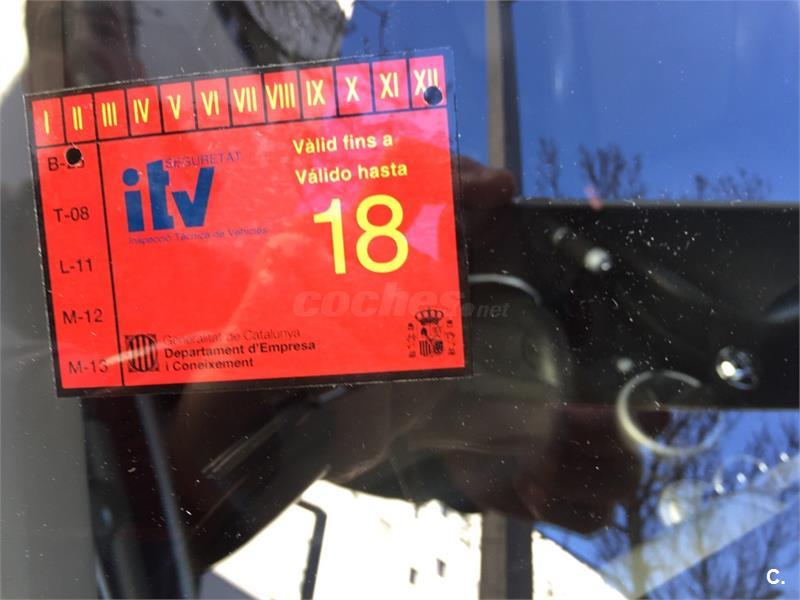 I II III IV V VI VII VIII IX X XI XII
B-23
T-08
L-11
M-12
M-13
SEGURETAT
itv
Inspecció Tècnica de Vehicles
Vàlid fins a
Válido hasta
18
Generalitat de Catalunya
Departament d'Empresa
i Coneixement
coches.net
C.